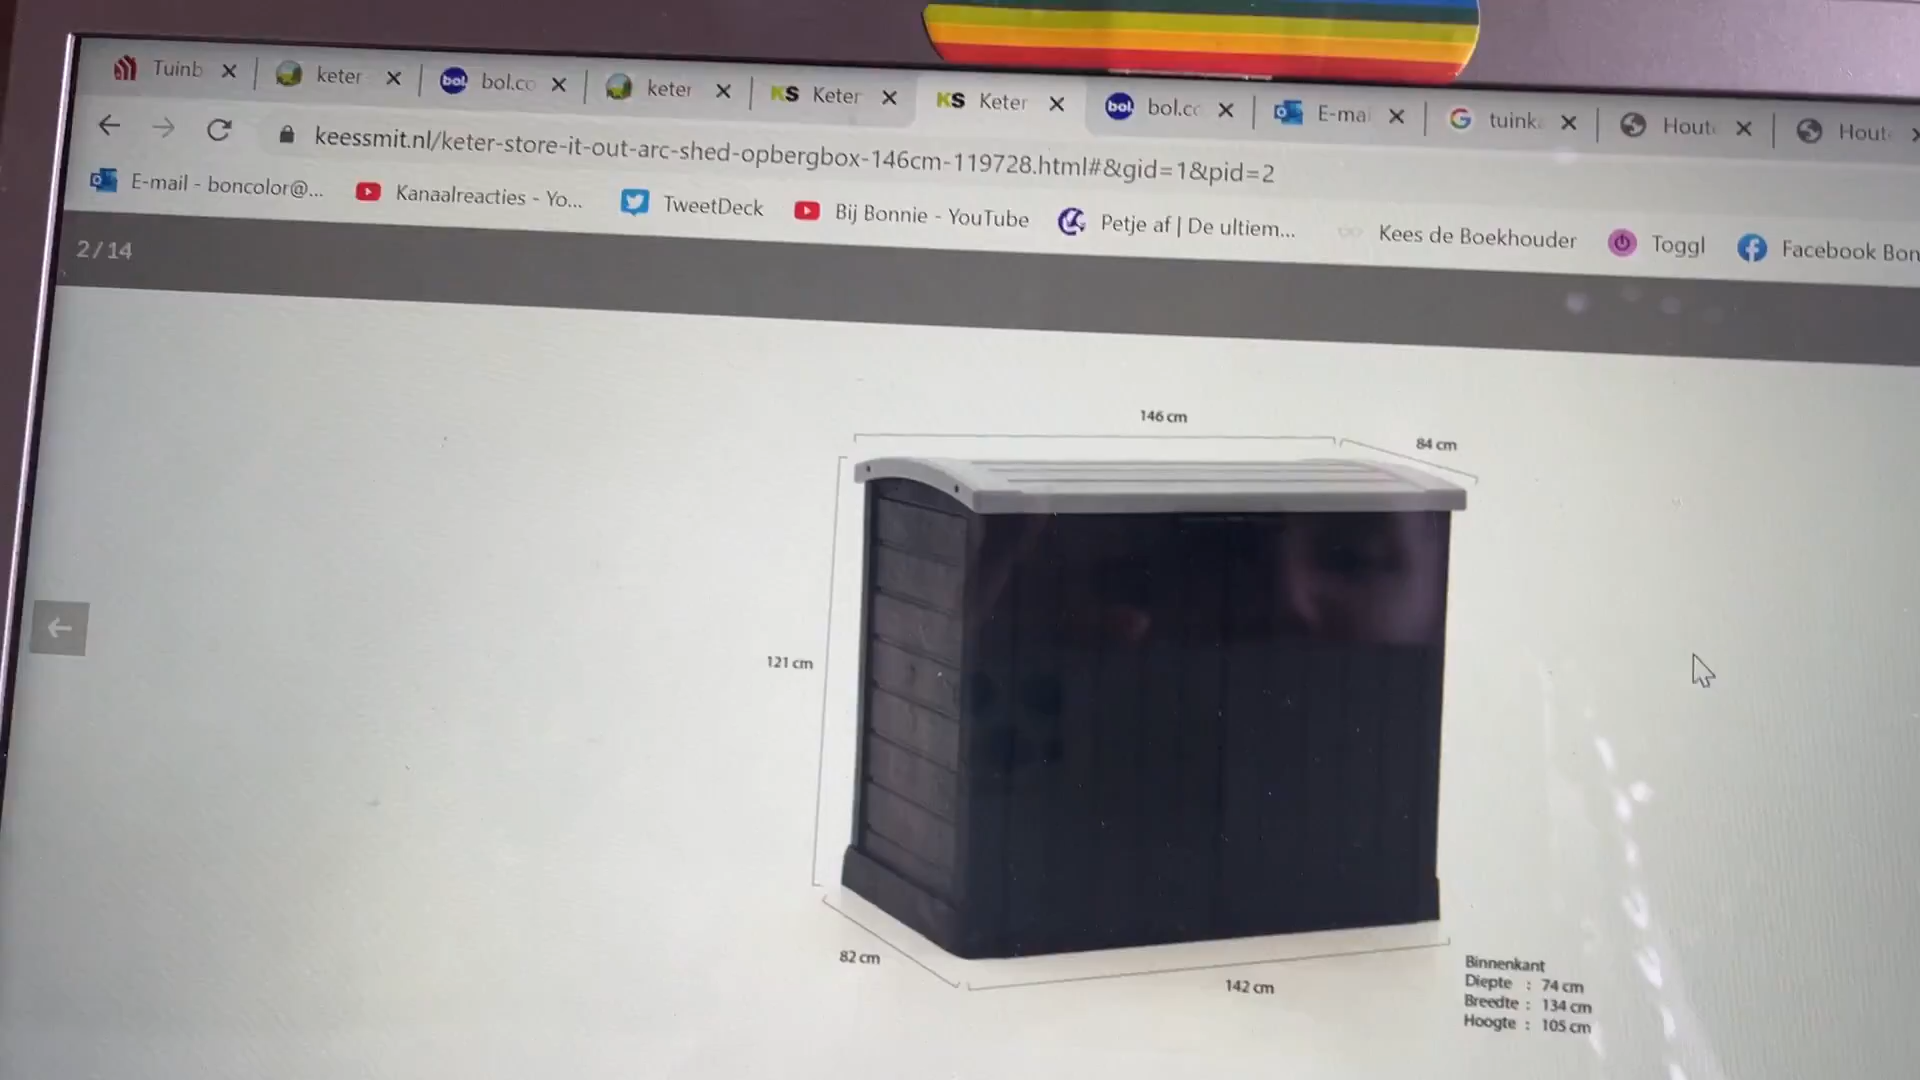 Tuinb keter bol.co keter KS Keter KS Keter bol.cc E-mai tuink Hout Hout
keessmit.nl/keter-store-it-out-arc-shed-opbergbox-146cm-119728.html#&gid=1&pid=2
E-mail - boncolor@... Kanaalreacties - Yo... TweetDeck Bij Bonnie - YouTube Petje af | De ultiem... Kees de Boekhouder Toggl Facebook Bon
2 / 14
146 cm
84 cm
121 cm
82 cm
142 cm
Binnenkant
Diepte : 74 cm
Breedte : 134 cm
Hoogte : 105 cm